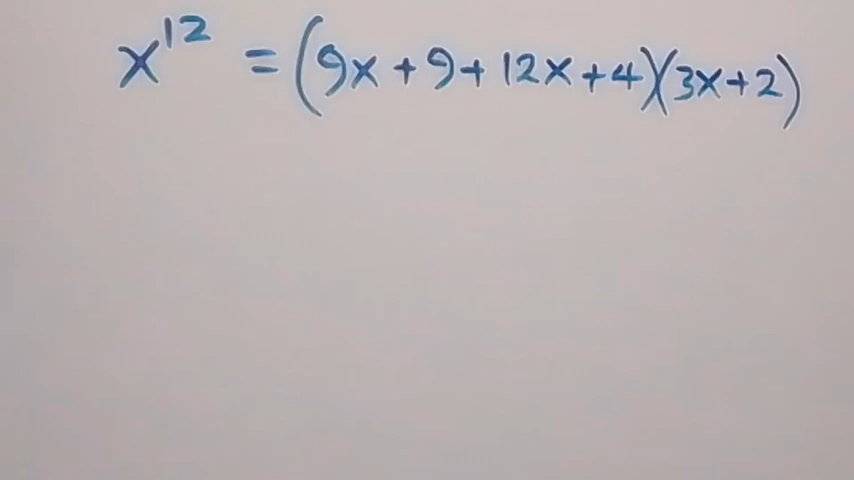 x¹² = (9x + 9 + 12x + 4)(3x + 2)